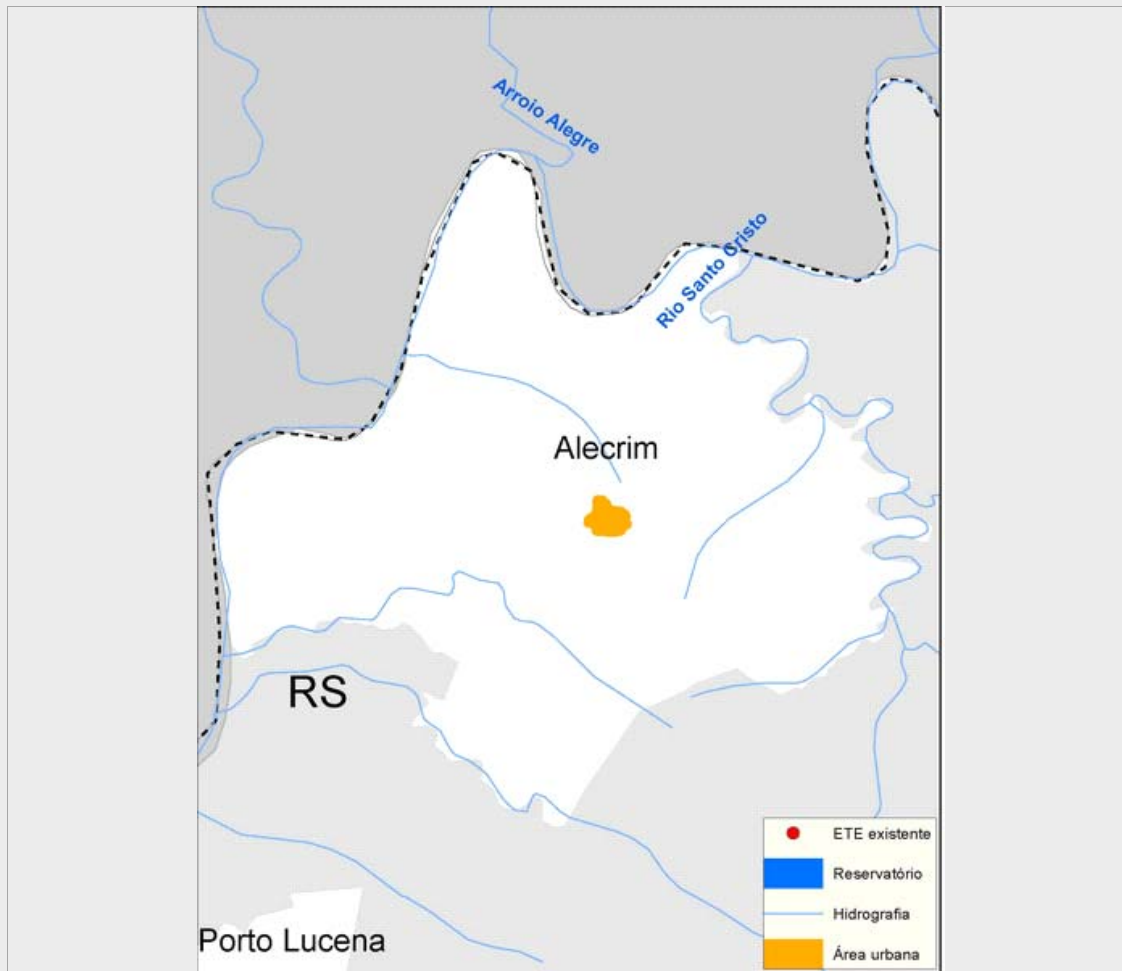 Arroio Alegre
Rio Santo Cristo
Alecrim
RS
Porto Lucena
ETE existente
Reservatório
Hidrografia
Área urbana